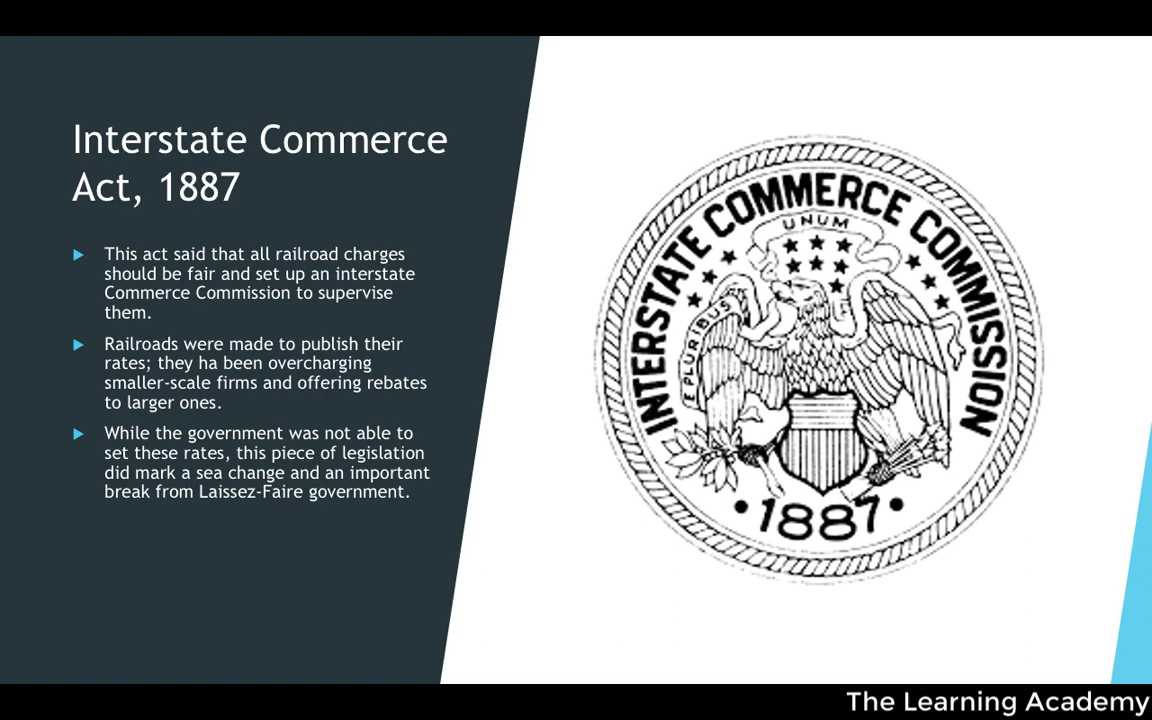 Interstate Commerce
Act, 1887
This act said that all railroad charges
should be fair and set up an interstate
Commerce Commission to supervise
them.
Railroads were made to publish their
rates; they ha been overcharging
smaller-scale firms and offering rebates
to larger ones.
While the government was not able to
set these rates, this piece of legislation
did mark a sea change and an important
break from Laissez-Faire government.
INTERSTATE COMMERCE COMMISSION
E PLURIBUS
UNUM
• 1887 •
The Learning Academy